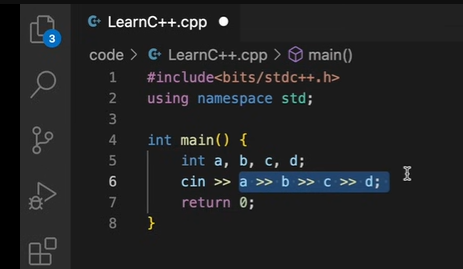 LearnC++.cpp
code > LearnC++.cpp > main()
3
1 #include<bits/stdc++.h>
2 using namespace std;
3
4 int main() {
5 int a, b, c, d;
6 cin >> a >> b >> c >> d;
7 return 0;
8 }